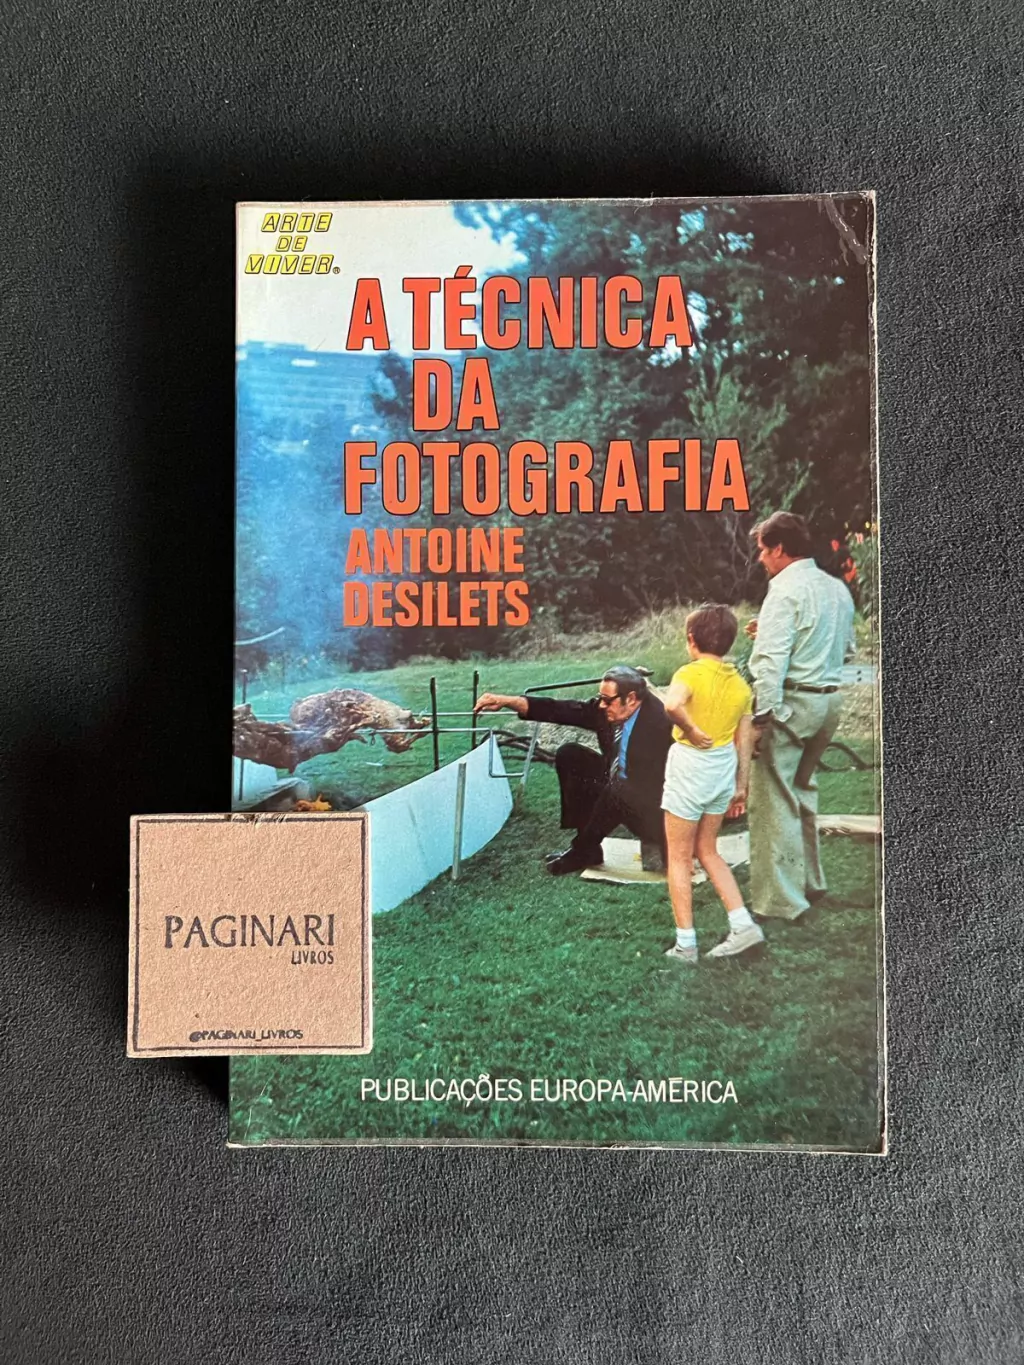 ARTE
DE
VIVER®
A TÉCNICA
DA
FOTOGRAFIA
ANTOINE
DESILETS
PAGINARI
LIVROS
@PAGINARI_LIVROS
PUBLICAÇÕES EUROPA-AMÉRICA